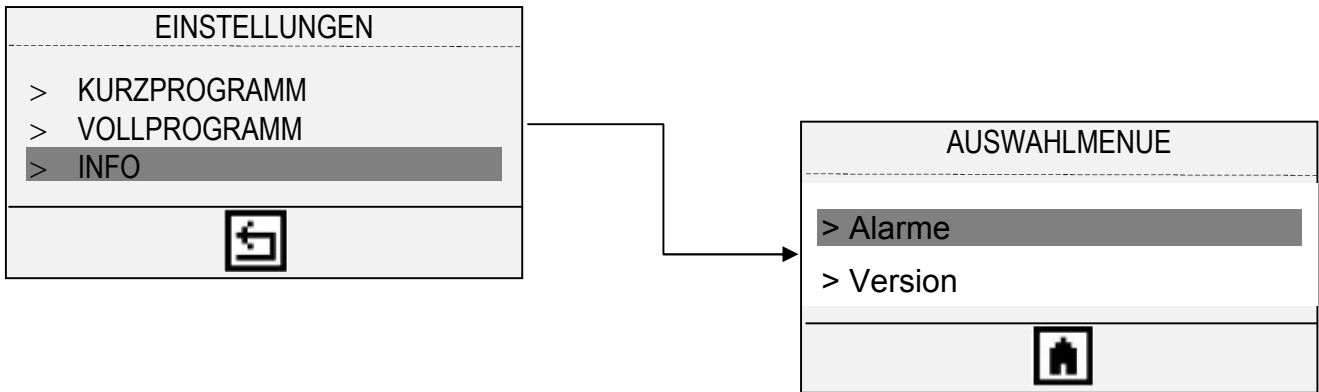 EINSTELLUNGEN
> KURZPROGRAMM
> VOLLPROGRAMM
> INFO
AUSWAHLMENUE
> Alarme
> Version